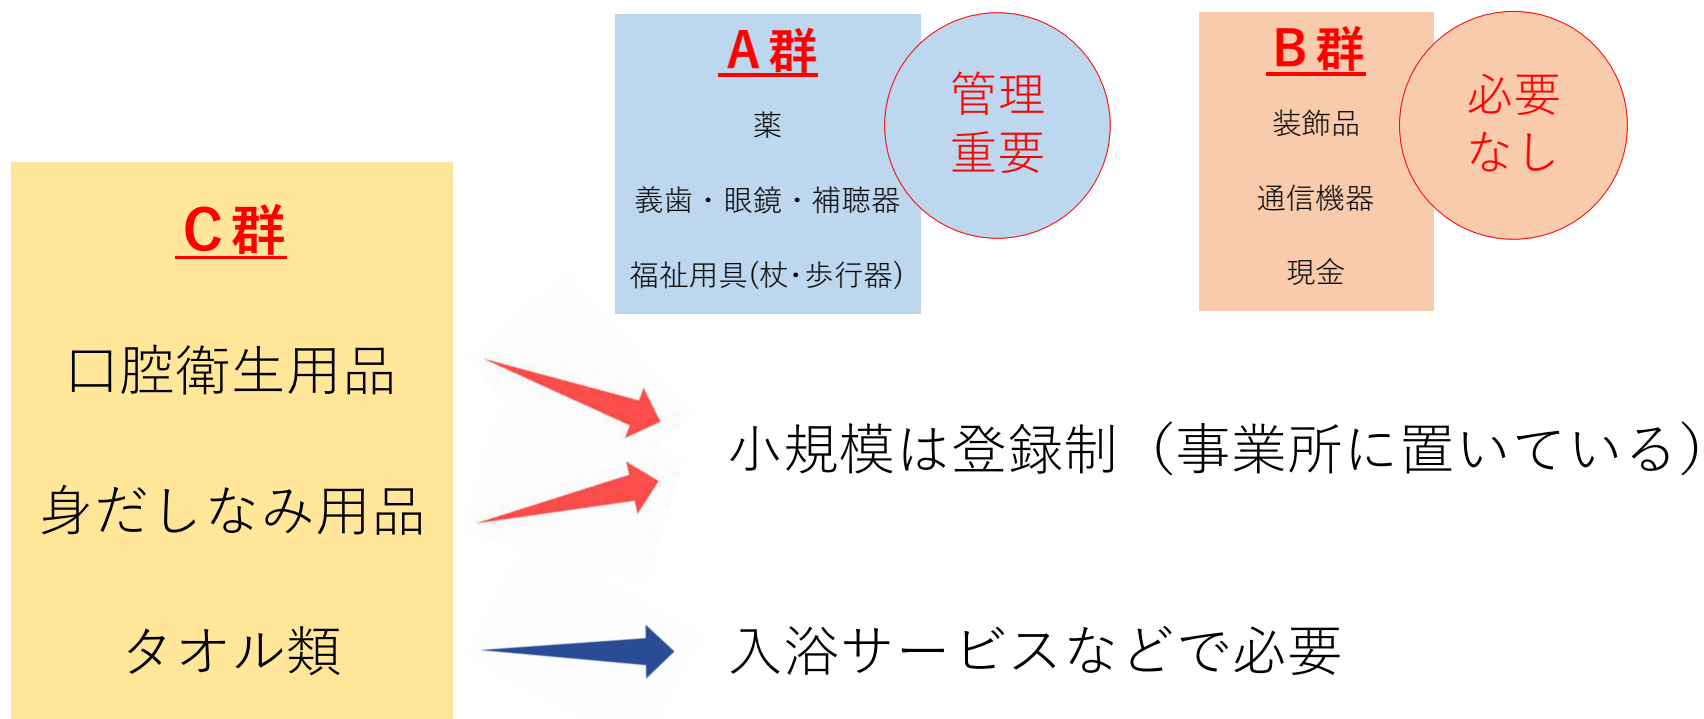 A群
薬
義歯・眼鏡・補聴器
福祉用具(杖･歩行器)
管理
重要
B群
装飾品
通信機器
現金
必要
なし
C群
口腔衛生用品
身だしなみ用品
タオル類
小規模は登録制（事業所に置いている）
入浴サービスなどで必要